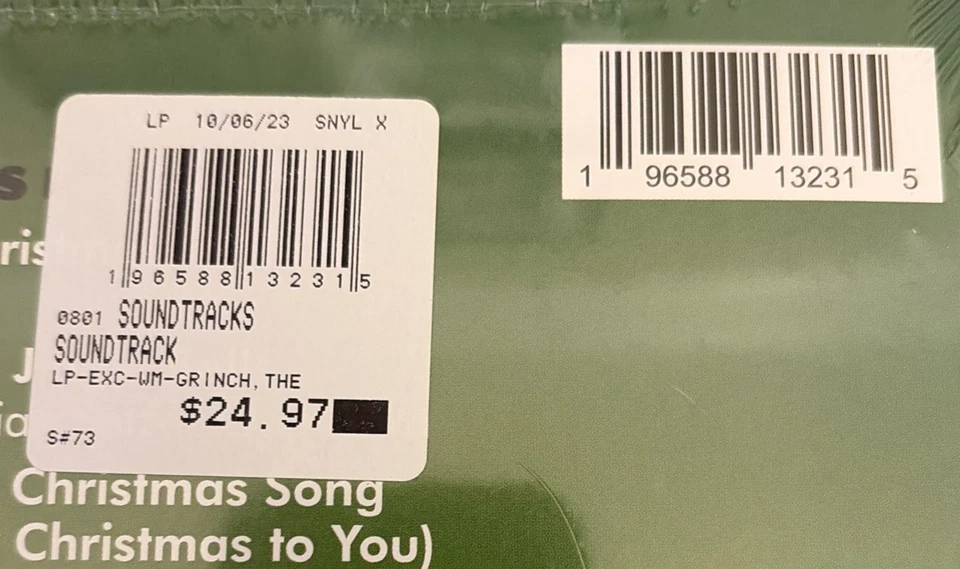 LP 10/06/23 SNYL X
1 96588 13231 5
1 96588 13231 5
0801 SOUNDTRACKS
SOUNDTRACK
LP-EXC-WM-GRINCH, THE
$24.97
S#73
Christmas Song
Christmas to You)